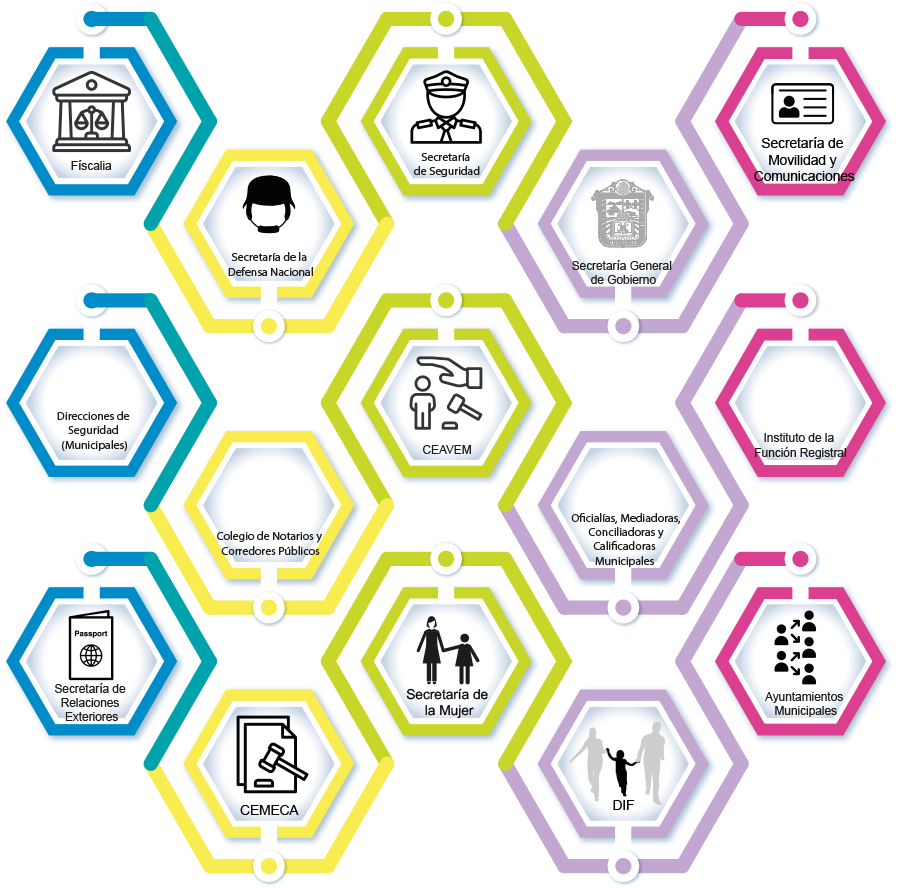 Físcalia
Secretaría
de Seguridad
Secretaría de
Movilidad y
Comunicaciones
Secretaría de la
Defensa Nacional
Secretaría General
de Gobierno
Direcciones de
Seguridad
(Municipales)
CEAVEM
Instituto de la
Función Registral
Colegio de Notarios y
Corredores Públicos
Oficialías, Mediadoras,
Conciliadoras y
Calificadoras
Municipales
Passport
Secretaría de
Relaciones
Exteriores
Secretaría de
la Mujer
Ayuntamientos
Municipales
CEMECA
DIF